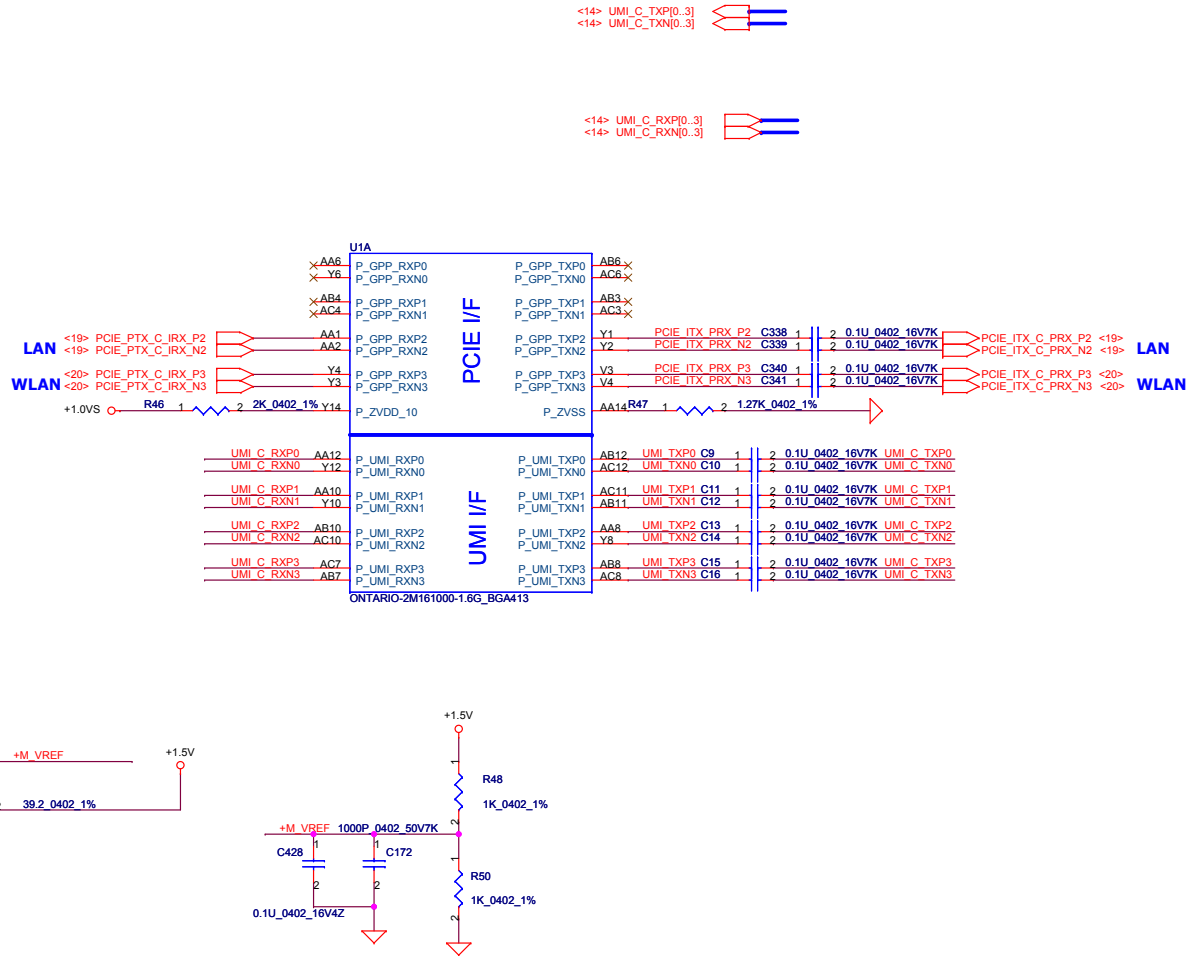 <14> UMI_C_TXP[0..3]
<14> UMI_C_TXN[0..3]
<14> UMI_C_RXP[0..3]
<14> UMI_C_RXN[0..3]
U1A
AA6 P_GPP_RXP0 P_GPP_TXP0 AB6
Y6 P_GPP_RXN0 P_GPP_TXN0 AC6
AB4 P_GPP_RXP1 P_GPP_TXP1 AB3
AC4 P_GPP_RXN1 P_GPP_TXN1 AC3
PCIE I/F
LAN
<19> PCIE_PTX_C_IRX_P2 AA1 P_GPP_RXP2 P_GPP_TXP2 Y1 PCIE_ITX_PRX_P2 C338 1 2 0.1U_0402_16V7K PCIE_ITX_C_PRX_P2 <19>
<19> PCIE_PTX_C_IRX_N2 AA2 P_GPP_RXN2 P_GPP_TXN2 Y2 PCIE_ITX_PRX_N2 C339 1 2 0.1U_0402_16V7K PCIE_ITX_C_PRX_N2 <19>
LAN
WLAN
<20> PCIE_PTX_C_IRX_P3 Y4 P_GPP_RXP3 P_GPP_TXP3 V3 PCIE_ITX_PRX_P3 C340 1 2 0.1U_0402_16V7K PCIE_ITX_C_PRX_P3 <20>
<20> PCIE_PTX_C_IRX_N3 Y3 P_GPP_RXN3 P_GPP_TXN3 V4 PCIE_ITX_PRX_N3 C341 1 2 0.1U_0402_16V7K PCIE_ITX_C_PRX_N3 <20>
WLAN
+1.0VS R46 1 2 2K_0402_1% Y14 P_ZVDD_10 P_ZVSS AA14 R47 1 2 1.27K_0402_1%
UMI_C_RXP0 AA12 P_UMI_RXP0 P_UMI_TXP0 AB12 UMI_TXP0 C9 1 2 0.1U_0402_16V7K UMI_C_TXP0
UMI_C_RXN0 Y12 P_UMI_RXN0 P_UMI_TXN0 AC12 UMI_TXN0 C10 1 2 0.1U_0402_16V7K UMI_C_TXN0
UMI_C_RXP1 AA10 P_UMI_RXP1 P_UMI_TXP1 AC11 UMI_TXP1 C11 1 2 0.1U_0402_16V7K UMI_C_TXP1
UMI_C_RXN1 Y10 P_UMI_RXN1 P_UMI_TXN1 AB11 UMI_TXN1 C12 1 2 0.1U_0402_16V7K UMI_C_TXN1
UMI I/F
UMI_C_RXP2 AB10 P_UMI_RXP2 P_UMI_TXP2 AA8 UMI_TXP2 C13 1 2 0.1U_0402_16V7K UMI_C_TXP2
UMI_C_RXN2 AC10 P_UMI_RXN2 P_UMI_TXN2 Y8 UMI_TXN2 C14 1 2 0.1U_0402_16V7K UMI_C_TXN2
UMI_C_RXP3 AC7 P_UMI_RXP3 P_UMI_TXP3 AB8 UMI_TXP3 C15 1 2 0.1U_0402_16V7K UMI_C_TXP3
UMI_C_RXN3 AB7 P_UMI_RXN3 P_UMI_TXN3 AC8 UMI_TXN3 C16 1 2 0.1U_0402_16V7K UMI_C_TXN3
ONTARIO-2M161000-1.6G_BGA413
+M_VREF
+1.5V
39.2_0402_1%
+1.5V
1
R48
1K_0402_1%
2
+M_VREF 1000P_0402_50V7K
1 1 1
C428 C172
R50
1K_0402_1%
2 2 2
0.1U_0402_16V4Z